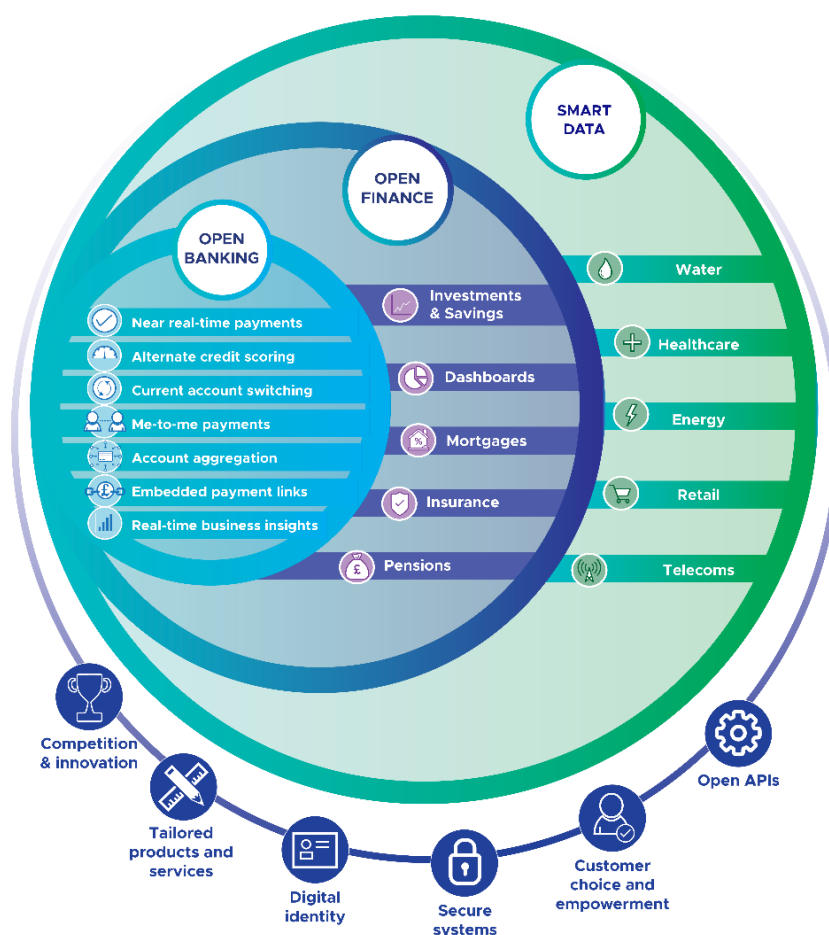 SMART
DATA
OPEN
FINANCE
OPEN
BANKING
Near real-time payments
Alternate credit scoring
Current account switching
Me-to-me payments
Account aggregation
Embedded payment links
Real-time business insights
Investments
& Savings
Dashboards
%
Mortgages
Insurance
£
Pensions
£
Water
Healthcare
Energy
Retail
Telecoms
Competition
& innovation
Tailored
products and
services
Digital
identity
Secure
systems
Customer
choice and
empowerment
Open APIs